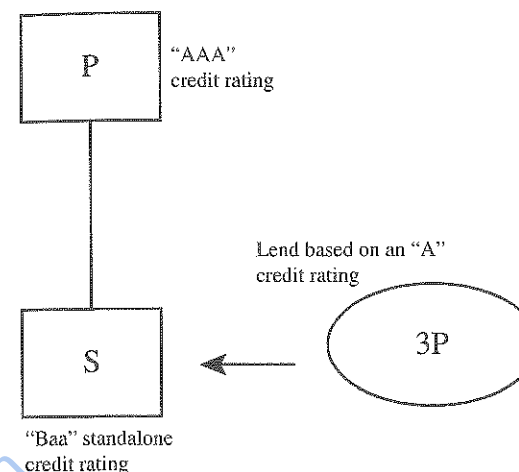 P
“AAA”
credit rating
Lend based on an “A”
credit rating
3P
S
“Baa” standalone
credit rating